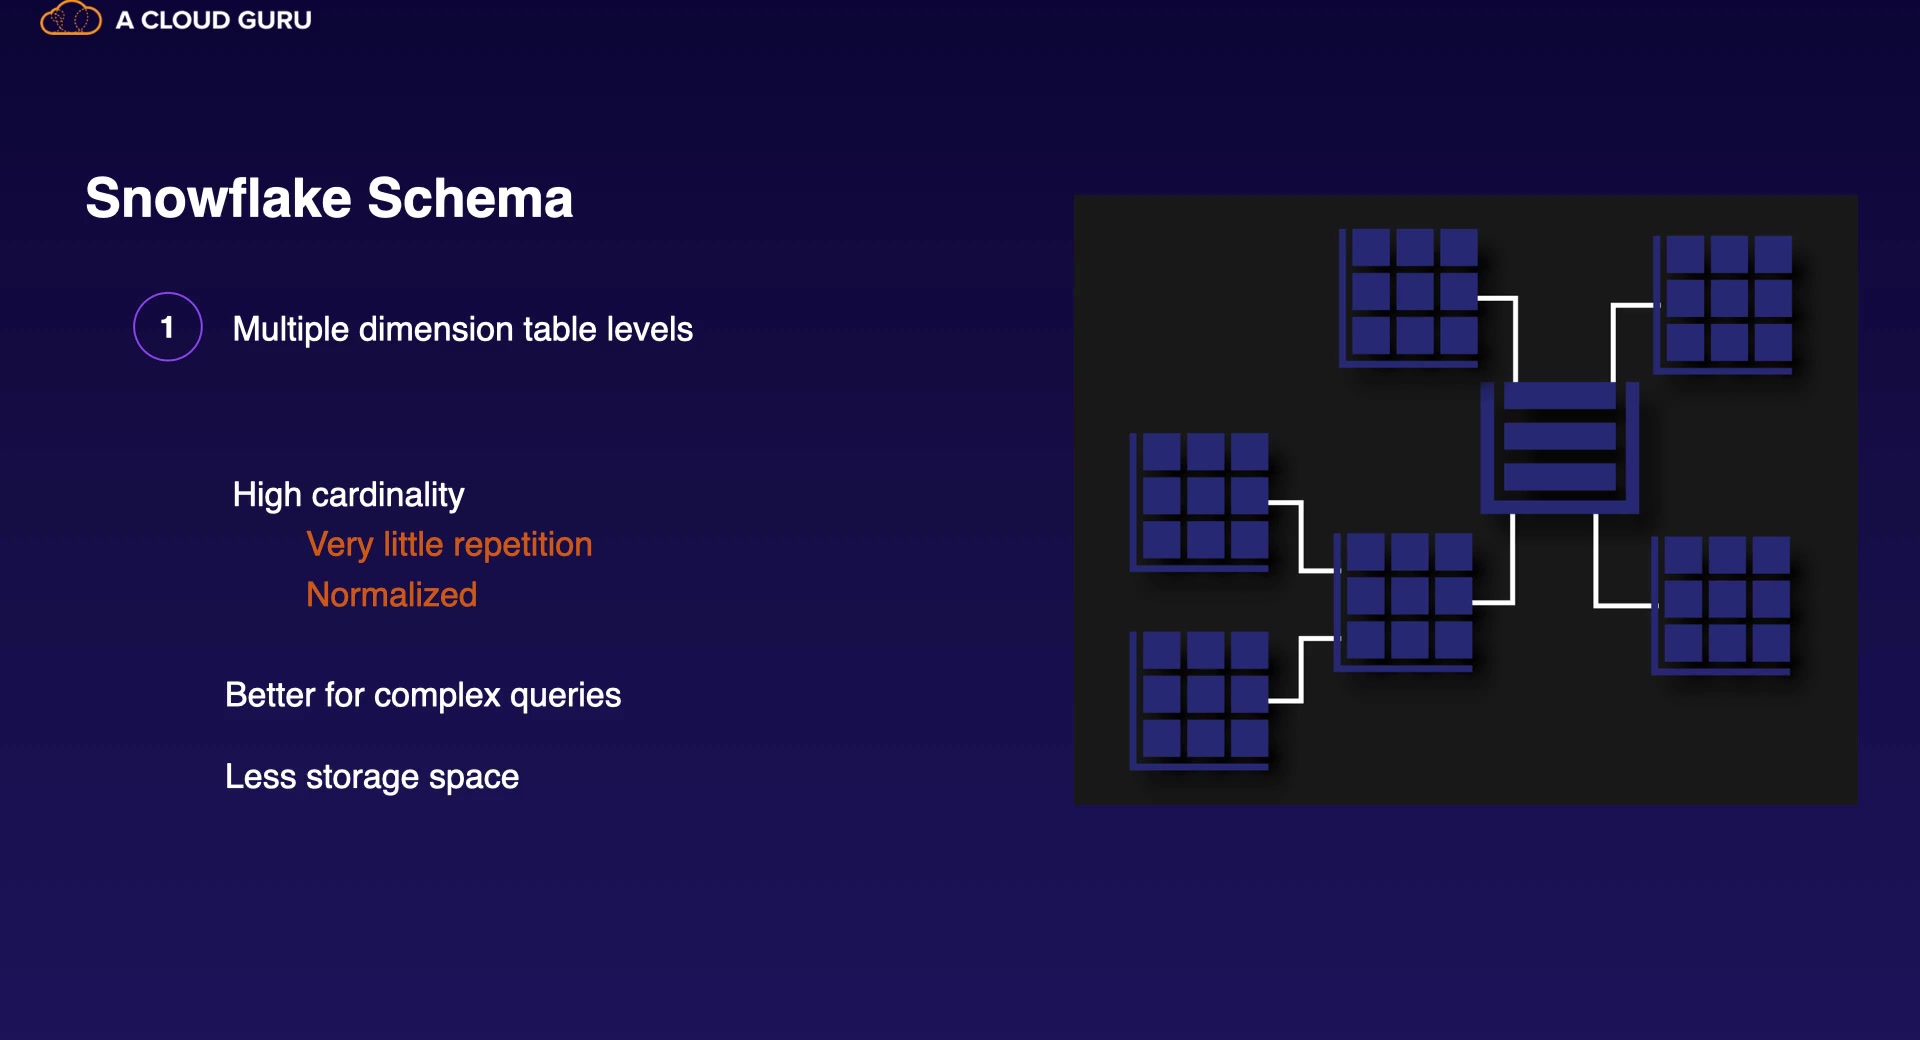 A CLOUD GURU
Snowflake Schema
1
Multiple dimension table levels
High cardinality
Very little repetition
Normalized
Better for complex queries
Less storage space